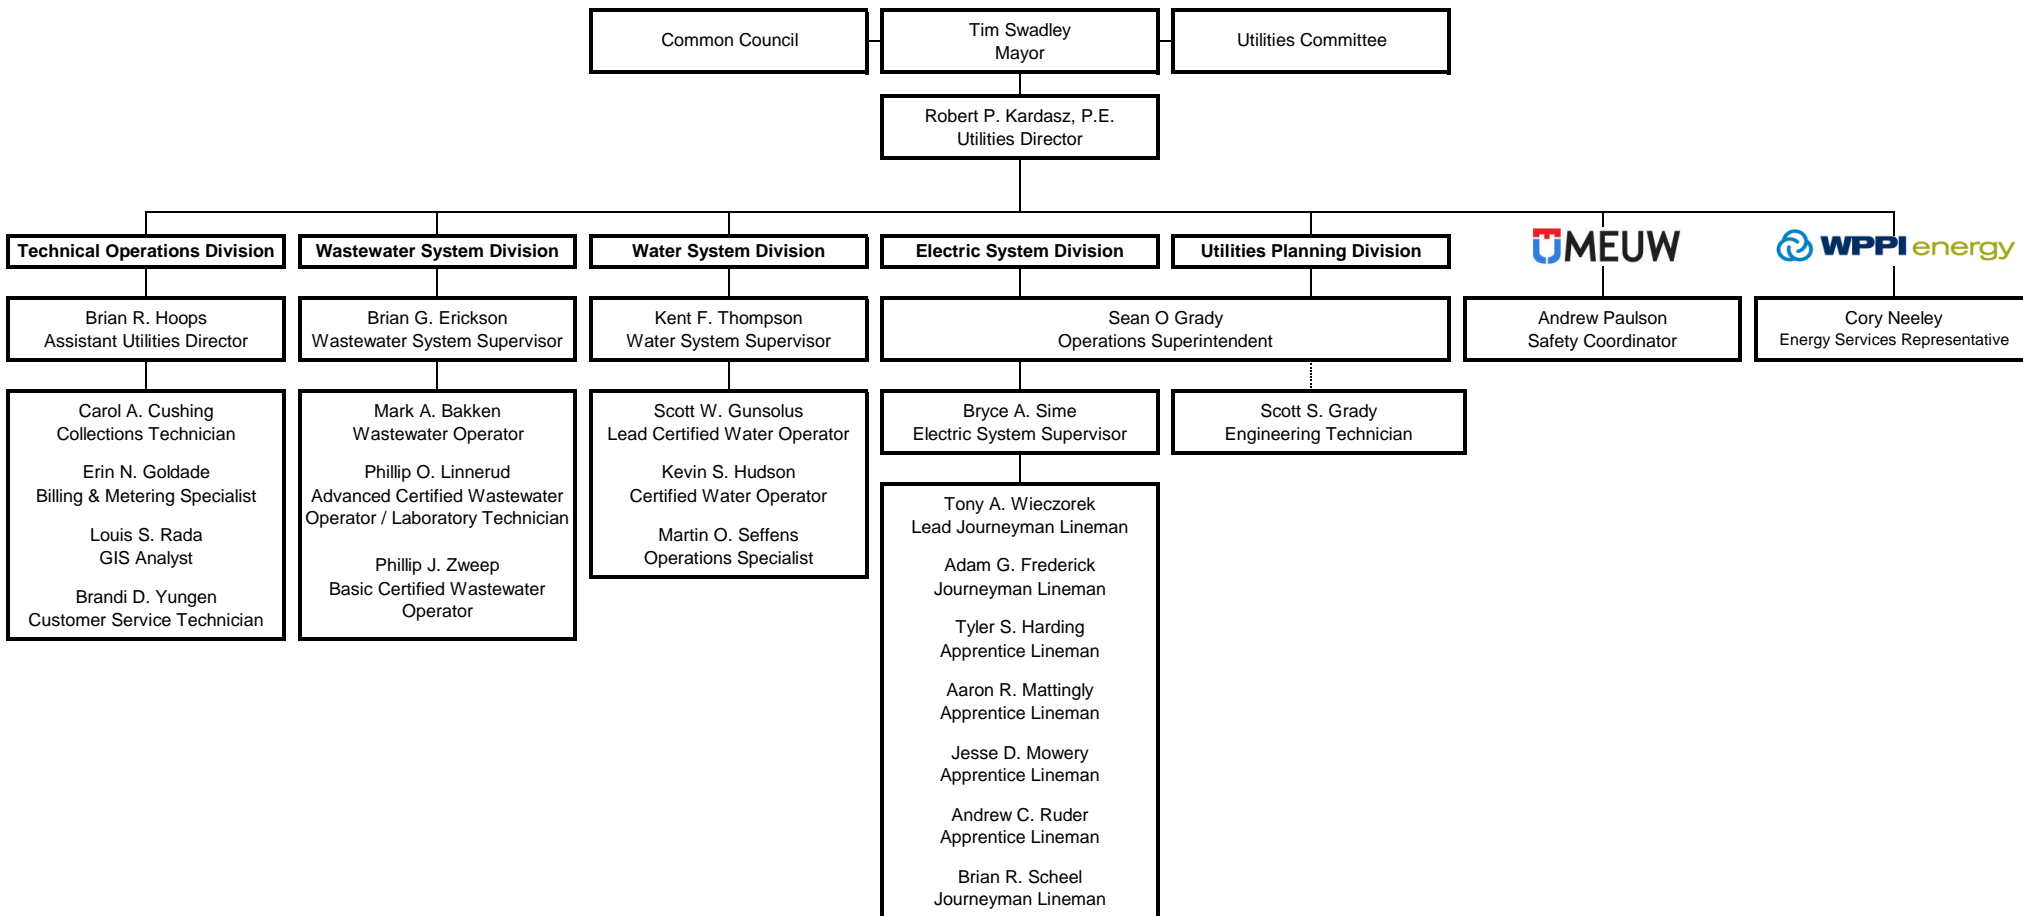 Common Council
Tim Swadley
Mayor
Utilities Committee
Robert P. Kardasz, P.E.
Utilities Director
Technical Operations Division
Wastewater System Division
Water System Division
Electric System Division
Utilities Planning Division
MEUW
WPPI energy
Brian R. Hoops
Assistant Utilities Director
Brian G. Erickson
Wastewater System Supervisor
Kent F. Thompson
Water System Supervisor
Sean O Grady
Operations Superintendent
Andrew Paulson
Safety Coordinator
Cory Neeley
Energy Services Representative
Carol A. Cushing
Collections Technician
Erin N. Goldade
Billing & Metering Specialist
Louis S. Rada
GIS Analyst
Brandi D. Yungen
Customer Service Technician
Mark A. Bakken
Wastewater Operator
Phillip O. Linnerud
Advanced Certified Wastewater
Operator / Laboratory Technician
Phillip J. Zweep
Basic Certified Wastewater
Operator
Scott W. Gunsolus
Lead Certified Water Operator
Kevin S. Hudson
Certified Water Operator
Martin O. Seffens
Operations Specialist
Bryce A. Sime
Electric System Supervisor
Scott S. Grady
Engineering Technician
Tony A. Wieczorek
Lead Journeyman Lineman
Adam G. Frederick
Journeyman Lineman
Tyler S. Harding
Apprentice Lineman
Aaron R. Mattingly
Apprentice Lineman
Jesse D. Mowery
Apprentice Lineman
Andrew C. Ruder
Apprentice Lineman
Brian R. Scheel
Journeyman Lineman